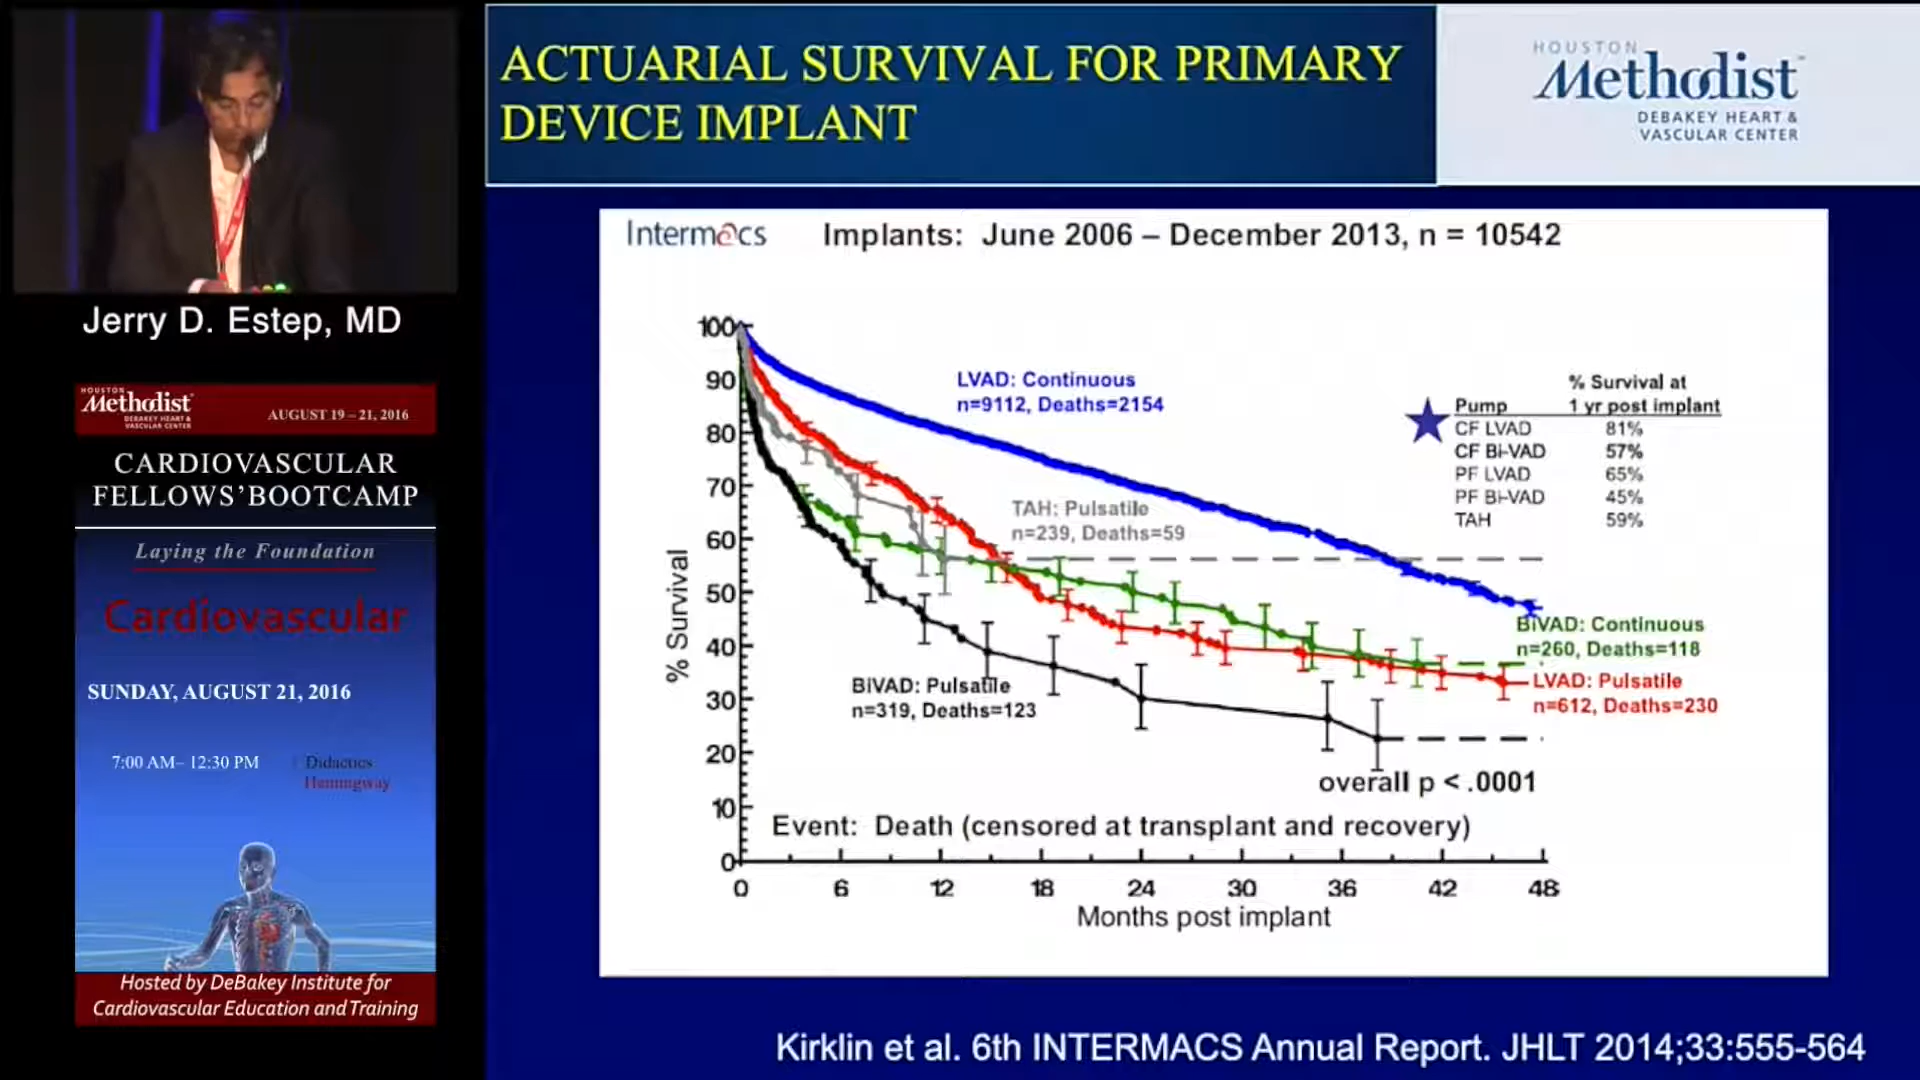 Jerry D. Estep, MD
HOUSTON
Methodist
DEBAKEY HEART &
VASCULAR CENTER
AUGUST 19 – 21, 2016
CARDIOVASCULAR
FELLOWS' BOOTCAMP
Laying the Foundation
Cardiovascular
SUNDAY, AUGUST 21, 2016
7:00 AM– 12:30 PM
Didactics
Hemingway
Hosted by DeBakey Institute for
Cardiovascular Education and Training
ACTUARIAL SURVIVAL FOR PRIMARY
DEVICE IMPLANT
HOUSTON
Methodist
DEBAKEY HEART &
VASCULAR CENTER
Intermacs
Implants: June 2006 – December 2013, n = 10542
100
90
80
70
60
50
40
30
20
10
0
% Survival
LVAD: Continuous
n=9112, Deaths=2154
TAH: Pulsatile
n=239, Deaths=59
BiVAD: Pulsatile
n=319, Deaths=123
% Survival at
Pump 1 yr post implant
CF LVAD 81%
CF Bi-VAD 57%
PF LVAD 65%
PF Bi-VAD 45%
TAH 59%
BiVAD: Continuous
n=260, Deaths=118
LVAD: Pulsatile
n=612, Deaths=230
overall p < .0001
Event: Death (censored at transplant and recovery)
0 6 12 18 24 30 36 42 48
Months post implant
Kirklin et al. 6th INTERMACS Annual Report. JHLT 2014;33:555-564